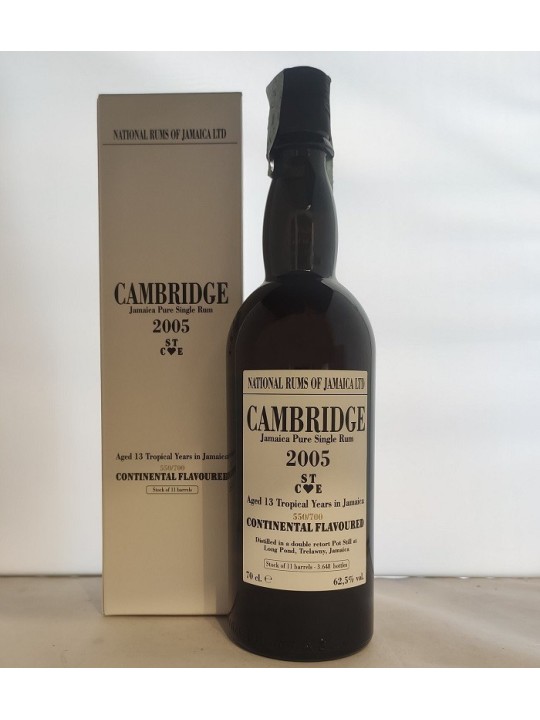 NATIONAL RUMS OF JAMAICA LTD
CAMBRIDGE
Jamaica Pure Single Rum
2005
ST
C♥E
Aged 13 Tropical Years in Jamaica
550/700
CONTINENTAL FLAVOURED
Stock of 11 barrels
NATIONAL RUMS OF JAMAICA LTD
CAMBRIDGE
Jamaica Pure Single Rum
2005
ST
C♥E
Aged 13 Tropical Years in Jamaica
550/700
CONTINENTAL FLAVOURED
Distilled in a double retort Pot Still at
Long Pond, Trelawny, Jamaica
Stock of 11 barrels - 3.648 bottles
70 cl. ℮ 62,5% vol.